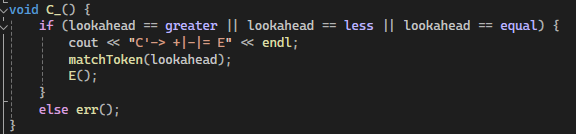 void C_() {
if (lookahead == greater || lookahead == less || lookahead == equal) {
cout << "C'-> +|-|= E" << endl;
matchToken(lookahead);
E();
}
else err();
}